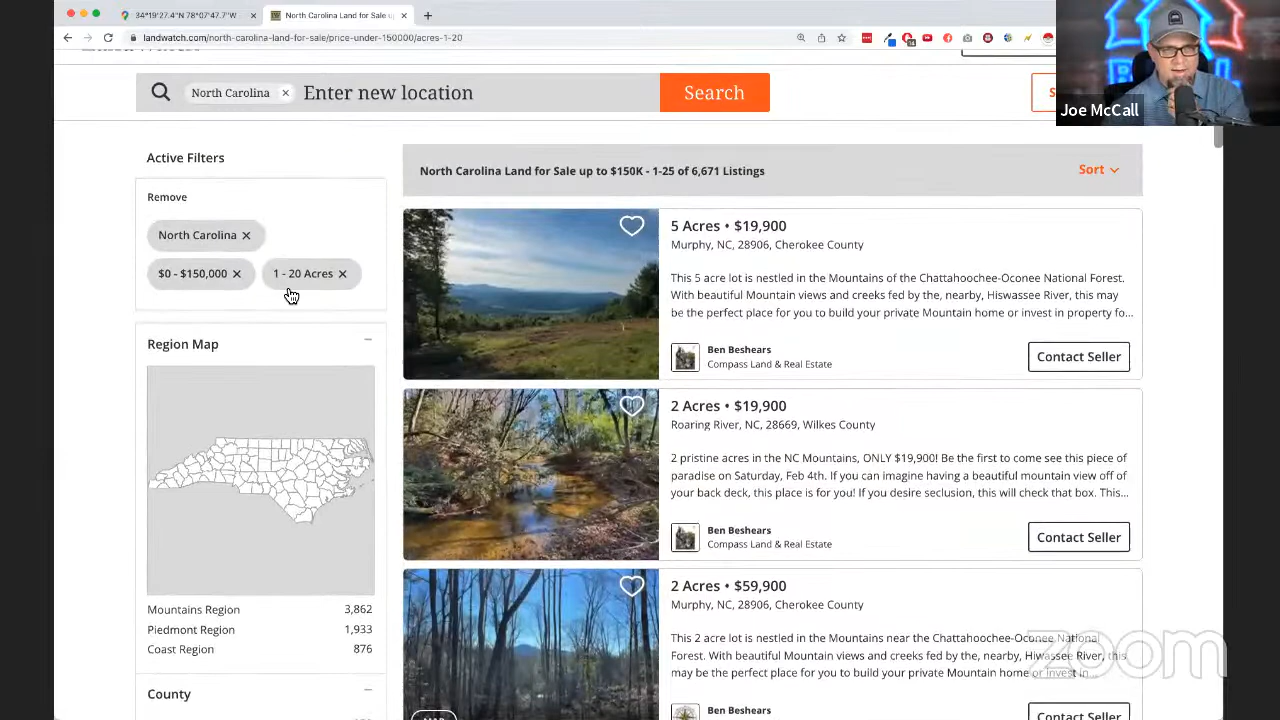 34°19'27.4"N 78°07'47.7"W
North Carolina Land for Sale u
landwatch.com/north-carolina-land-for-sale/price-under-150000/acres-1-20
North Carolina
Enter new location
Search
S
Joe McCall
Active Filters
Remove
North Carolina
$0 - $150,000
1 - 20 Acres
Region Map
Mountains Region 3,862
Piedmont Region 1,933
Coast Region 876
County
North Carolina Land for Sale up to $150K - 1-25 of 6,671 Listings
Sort
5 Acres • $19,900
Murphy, NC, 28906, Cherokee County
This 5 acre lot is nestled in the Mountains of the Chattahoochee-Oconee National Forest.
With beautiful Mountain views and creeks fed by the, nearby, Hiswassee River, this may
be the perfect place for you to build your private Mountain home or invest in property fo...
Ben Beshears
Compass Land & Real Estate
Contact Seller
2 Acres • $19,900
Roaring River, NC, 28669, Wilkes County
2 pristine acres in the NC Mountains, ONLY $19,900! Be the first to come see this piece of
paradise on Saturday, Feb 4th. If you can imagine having a beautiful mountain view off of
your back deck, this place is for you! If you desire seclusion, this will check that box. This...
Ben Beshears
Compass Land & Real Estate
Contact Seller
2 Acres • $59,900
Murphy, NC, 28906, Cherokee County
This 2 acre lot is nestled in the Mountains near the Chattahoochee-Oconee National
Forest. With beautiful Mountain views and creeks fed by the, nearby, Hiwassee River, this
may be the perfect place for you to build your private Mountain home or invest in
Ben Beshears
Contact Seller
MAP
zoom